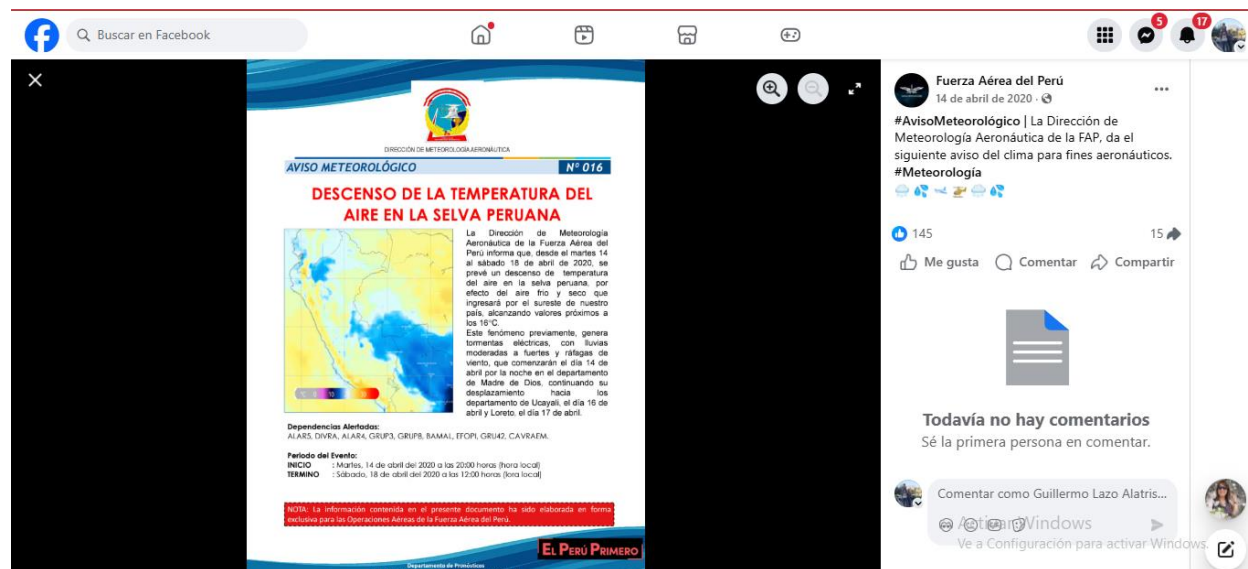 Buscar en Facebook
5
17
DIRECCIÓN DE METEOROLOGÍA AERONÁUTICA
AVISO METEOROLÓGICO Nº 016
DESCENSO DE LA TEMPERATURA DEL
AIRE EN LA SELVA PERUANA
La Dirección de Meteorología
Aeronáutica de la Fuerza Aérea del
Perú informa que, desde el martes 14
al sábado 18 de abril de 2020, se
prevé un descenso de temperatura
del aire en la selva peruana, por
efecto del aire frío y seco que
ingresará por el sureste de nuestro
país, alcanzando valores próximos a
los 16°C.
Este fenómeno previamente, genera
tormentas eléctricas, con lluvias
moderadas a fuertes y ráfagas de
viento, que comenzarán el día 14 de
abril por la noche en el departamento
de Madre de Dios, continuando su
desplazamiento hacia los
departamento de Ucayali, el día 16 de
abril y Loreto, el día 17 de abril.
Dependencias Alertadas:
ALAR5, DIVRA, ALAR4, GRUP3, GRUP8, BAMAL, EFOPI, GRU42, CAVRAEM.
Periodo del Evento:
INICIO : Martes, 14 de abril del 2020 a las 20:00 horas (hora local)
TERMINO : Sábado, 18 de abril del 2020 a las 12:00 horas (lora local)
NOTA: La información contenida en el presente documento ha sido elaborada en forma
exclusiva para las Operaciones Aéreas de la Fuerza Aérea del Perú.
EL PERÚ PRIMERO
Departamento de Pronósticos
Fuerza Aérea del Perú
14 de abril de 2020
#AvisoMeteorológico | La Dirección de
Meteorología Aeronáutica de la FAP, da el
siguiente aviso del clima para fines aeronáuticos.
#Meteorología
145 15
Me gusta Comentar Compartir
Todavía no hay comentarios
Sé la primera persona en comentar.
Comentar como Guillermo Lazo Alatris...
Activar Windows
Ve a Configuración para activar Windows.